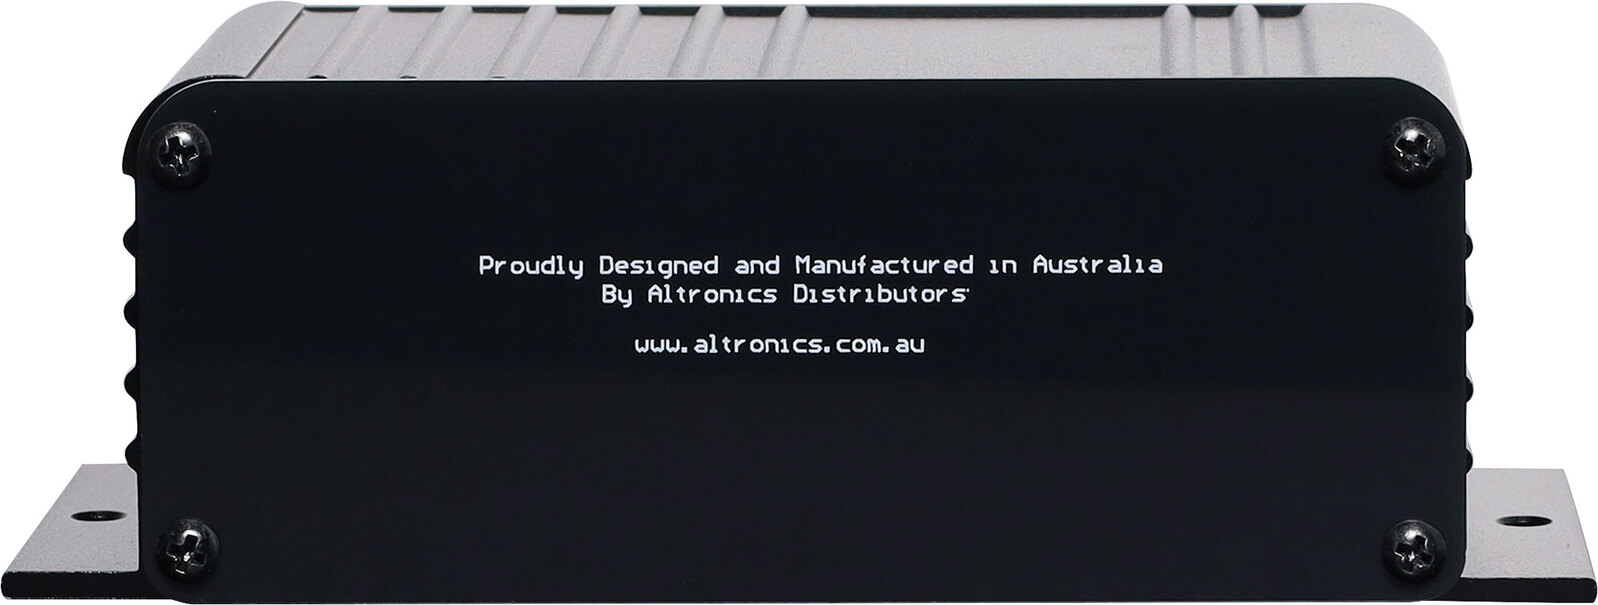 Proudly Designed and Manufactured in Australia
By Altronics Distributors
www.altronics.com.au